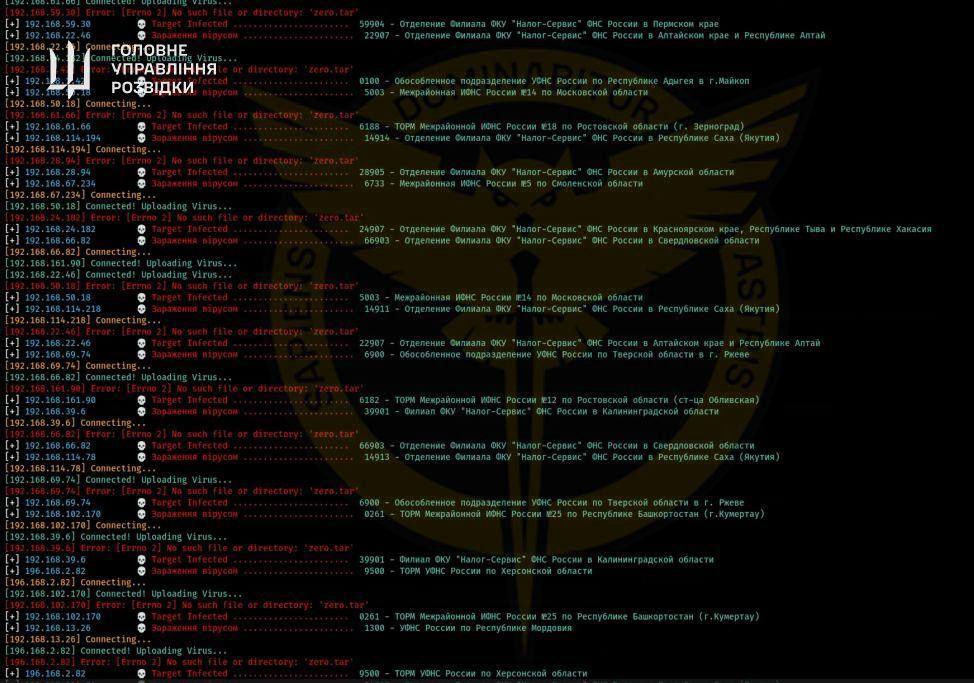 [192.168.61.66] Connected! Uploading Virus...
[192.168.59.30] Error: [Errno 2] No such file or directory: 'zero.tar'
[+] 192.168.59.30 💀 Target Infected ........................ 59904 - Отделение Филиала ФКУ "Налог-Сервис" ФНС России в Пермском крае
[+] 192.168.22.46 💀 Зараження вірусом ...................... 22907 - Отделение Филиала ФКУ "Налог-Сервис" ФНС России в Алтайском крае и Республике Алтай
[192.168.22.46] Connecting...
Connected! Uploading Virus...
ГОЛОВНЕ
УПРАВЛІННЯ
РОЗВІДКИ
file or directory: 'zero.tar'
[+] 💀 Target Infected ........................ 0100 - Обособленное подразделение УФНС России по Республике Адыгея в г.Майкоп
[+] 💀 Зараження вірусом ...................... 5003 - Межрайонная ИФНС России №14 по Московской области
[192.168.50.18] Connecting...
[192.168.61.66] Error: [Errno 2] No such file or directory: 'zero.tar'
[+] 192.168.61.66 💀 Target Infected ........................ 6188 - ТОРМ Межрайонной ИФНС России №18 по Ростовской области (г. Зерноград)
[+] 192.168.114.194 💀 Зараження вірусом ...................... 14914 - Отделение Филиала ФКУ "Налог-Сервис" ФНС России в Республике Саха (Якутия)
[192.168.114.194] Connecting...
[192.168.28.94] Error: [Errno 2] No such file or directory: 'zero.tar'
[+] 192.168.28.94 💀 Target Infected ........................ 28905 - Отделение Филиала ФКУ "Налог-Сервис" ФНС России в Амурской области
[+] 192.168.67.234 💀 Зараження вірусом ...................... 6733 - Межрайонная ИФНС России №5 по Смоленской области
[192.168.67.234] Connecting...
[192.168.50.18] Connected! Uploading Virus...
[192.168.24.182] Error: [Errno 2] No such file or directory: 'zero.tar'
[+] 192.168.24.182 💀 Target Infected ........................ 24907 - Отделение Филиала ФКУ "Налог-Сервис" ФНС России в Красноярском крае, Республике Тыва и Республике Хакасия
[+] 192.168.66.82 💀 Зараження вірусом ...................... 66903 - Отделение Филиала ФКУ "Налог-Сервис" ФНС России в Свердловской области
[192.168.66.82] Connecting...
[192.168.161.90] Connected! Uploading Virus...
[192.168.22.46] Connected! Uploading Virus...
[192.168.50.18] Error: [Errno 2] No such file or directory: 'zero.tar'
[+] 192.168.50.18 💀 Target Infected ........................ 5003 - Межрайонная ИФНС России №14 по Московской области
[+] 192.168.114.218 💀 Зараження вірусом ...................... 14911 - Отделение Филиала ФКУ "Налог-Сервис" ФНС России в Республике Саха (Якутия)
[192.168.114.218] Connecting...
[192.168.22.46] Error: [Errno 2] No such file or directory: 'zero.tar'
[+] 192.168.22.46 💀 Target Infected ........................ 22907 - Отделение Филиала ФКУ "Налог-Сервис" ФНС России в Алтайском крае и Республике Алтай
[+] 192.168.69.74 💀 Зараження вірусом ...................... 6900 - Обособленное подразделение УФНС России по Тверской области в г. Ржеве
[192.168.69.74] Connecting...
[192.168.66.82] Connected! Uploading Virus...
[192.168.161.90] Error: [Errno 2] No such file or directory: 'zero.tar'
[+] 192.168.161.90 💀 Target Infected ........................ 6182 - ТОРМ Межрайонной ИФНС России №12 по Ростовской области (ст-ца Обливская)
[+] 192.168.39.6 💀 Зараження вірусом ...................... 39901 - Филиал ФКУ "Налог-Сервис" ФНС России в Калининградской области
[192.168.39.6] Connecting...
[192.168.66.82] Error: [Errno 2] No such file or directory: 'zero.tar'
[+] 192.168.66.82 💀 Target Infected ........................ 66903 - Отделение Филиала ФКУ "Налог-Сервис" ФНС России в Свердловской области
[+] 192.168.114.78 💀 Зараження вірусом ...................... 14913 - Отделение Филиала ФКУ "Налог-Сервис" ФНС России в Республике Саха (Якутия)
[192.168.114.78] Connecting...
[192.168.69.74] Connected! Uploading Virus...
[192.168.69.74] Error: [Errno 2] No such file or directory: 'zero.tar'
[+] 192.168.69.74 💀 Target Infected ........................ 6900 - Обособленное подразделение УФНС России по Тверской области в г. Ржеве
[+] 192.168.102.170 💀 Зараження вірусом ...................... 0261 - ТОРМ Межрайонной ИФНС России №25 по Республике Башкортостан (г.Кумертау)
[192.168.102.170] Connecting...
[192.168.39.6] Connected! Uploading Virus...
[192.168.39.6] Error: [Errno 2] No such file or directory: 'zero.tar'
[+] 192.168.39.6 💀 Target Infected ........................ 39901 - Филиал ФКУ "Налог-Сервис" ФНС России в Калининградской области
[+] 196.168.2.82 💀 Зараження вірусом ...................... 9500 - ТОРМ УФНС России по Херсонской области
[196.168.2.82] Connecting...
[192.168.102.170] Connected! Uploading Virus...
[192.168.102.170] Error: [Errno 2] No such file or directory: 'zero.tar'
[+] 192.168.102.170 💀 Target Infected ........................ 0261 - ТОРМ Межрайонной ИФНС России №25 по Республике Башкортостан (г.Кумертау)
[+] 192.168.13.26 💀 Зараження вірусом ...................... 1300 - УФНС России по Республике Мордовия
[192.168.13.26] Connecting...
[196.168.2.82] Connected! Uploading Virus...
[196.168.2.82] Error: [Errno 2] No such file or directory: 'zero.tar'
[+] 196.168.2.82 💀 Target Infected ........................ 9500 - ТОРМ УФНС России по Херсонской области
SAPIENS DOMINABITUR ASTRIS